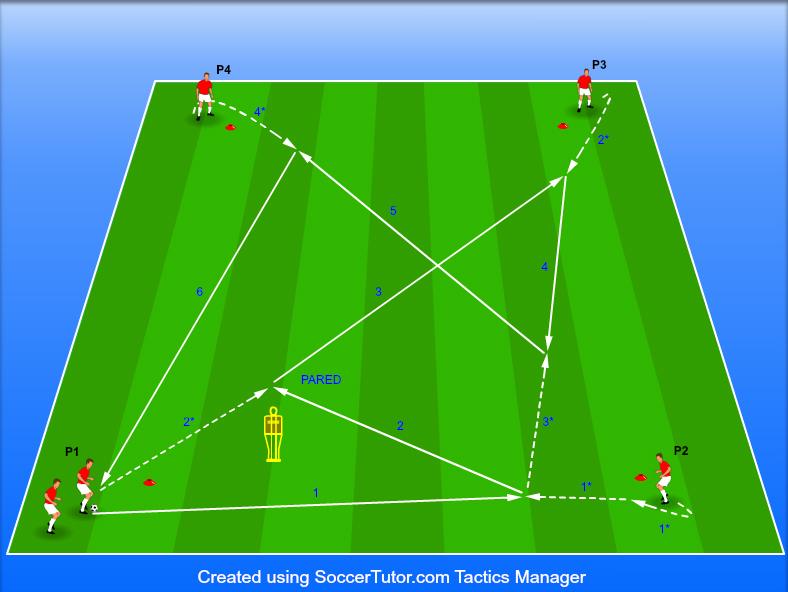 P4
P3
4*
2*
5
4
6
3
PARED
2*
2
3*
P1
P2
1*
1
1*
Created using SoccerTutor.com Tactics Manager